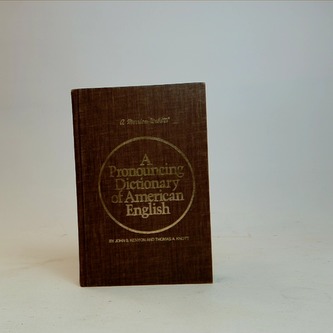 A Merriam-Webster
A
Pronouncing
Dictionary
of American
English
BY JOHN S. KENYON AND THOMAS A. KNOTT